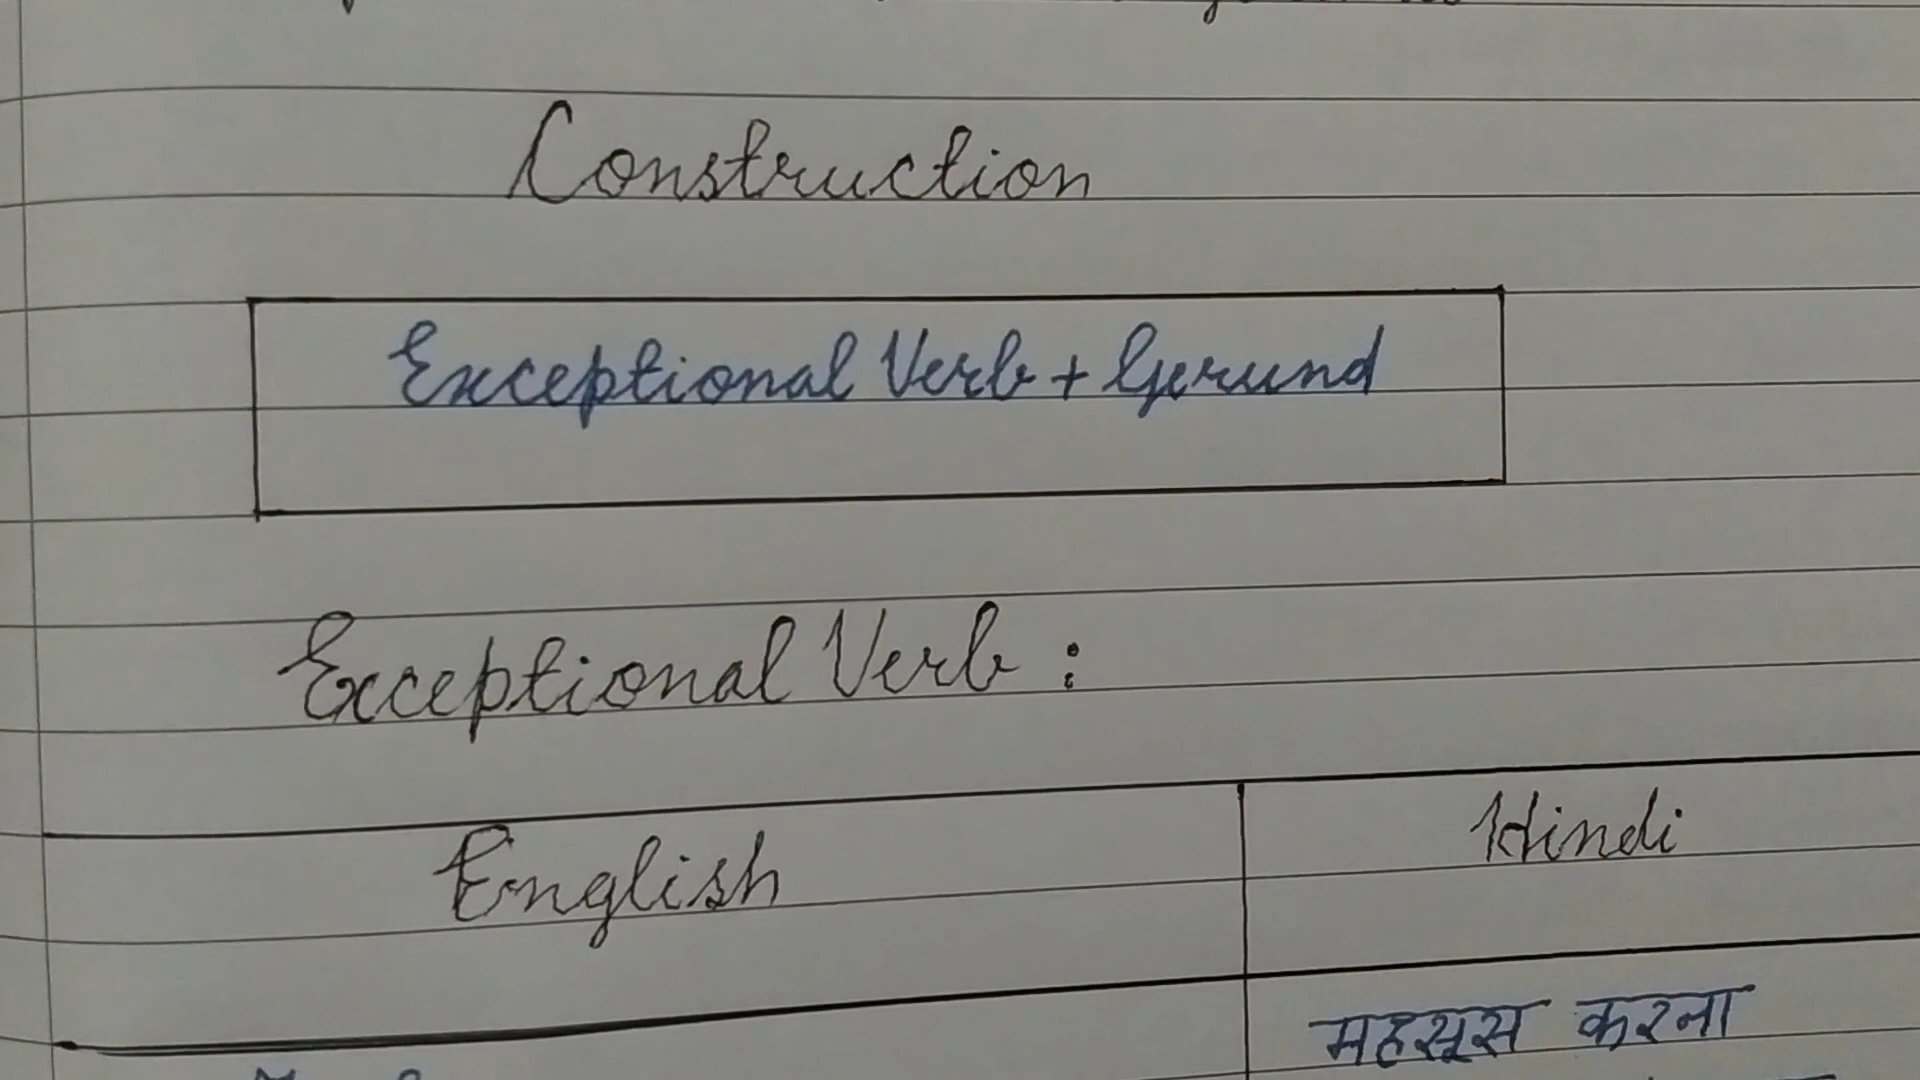 Construction
Exceptional Verb + Gerund
Exceptional Verb :
English Hindi
महसूस करना